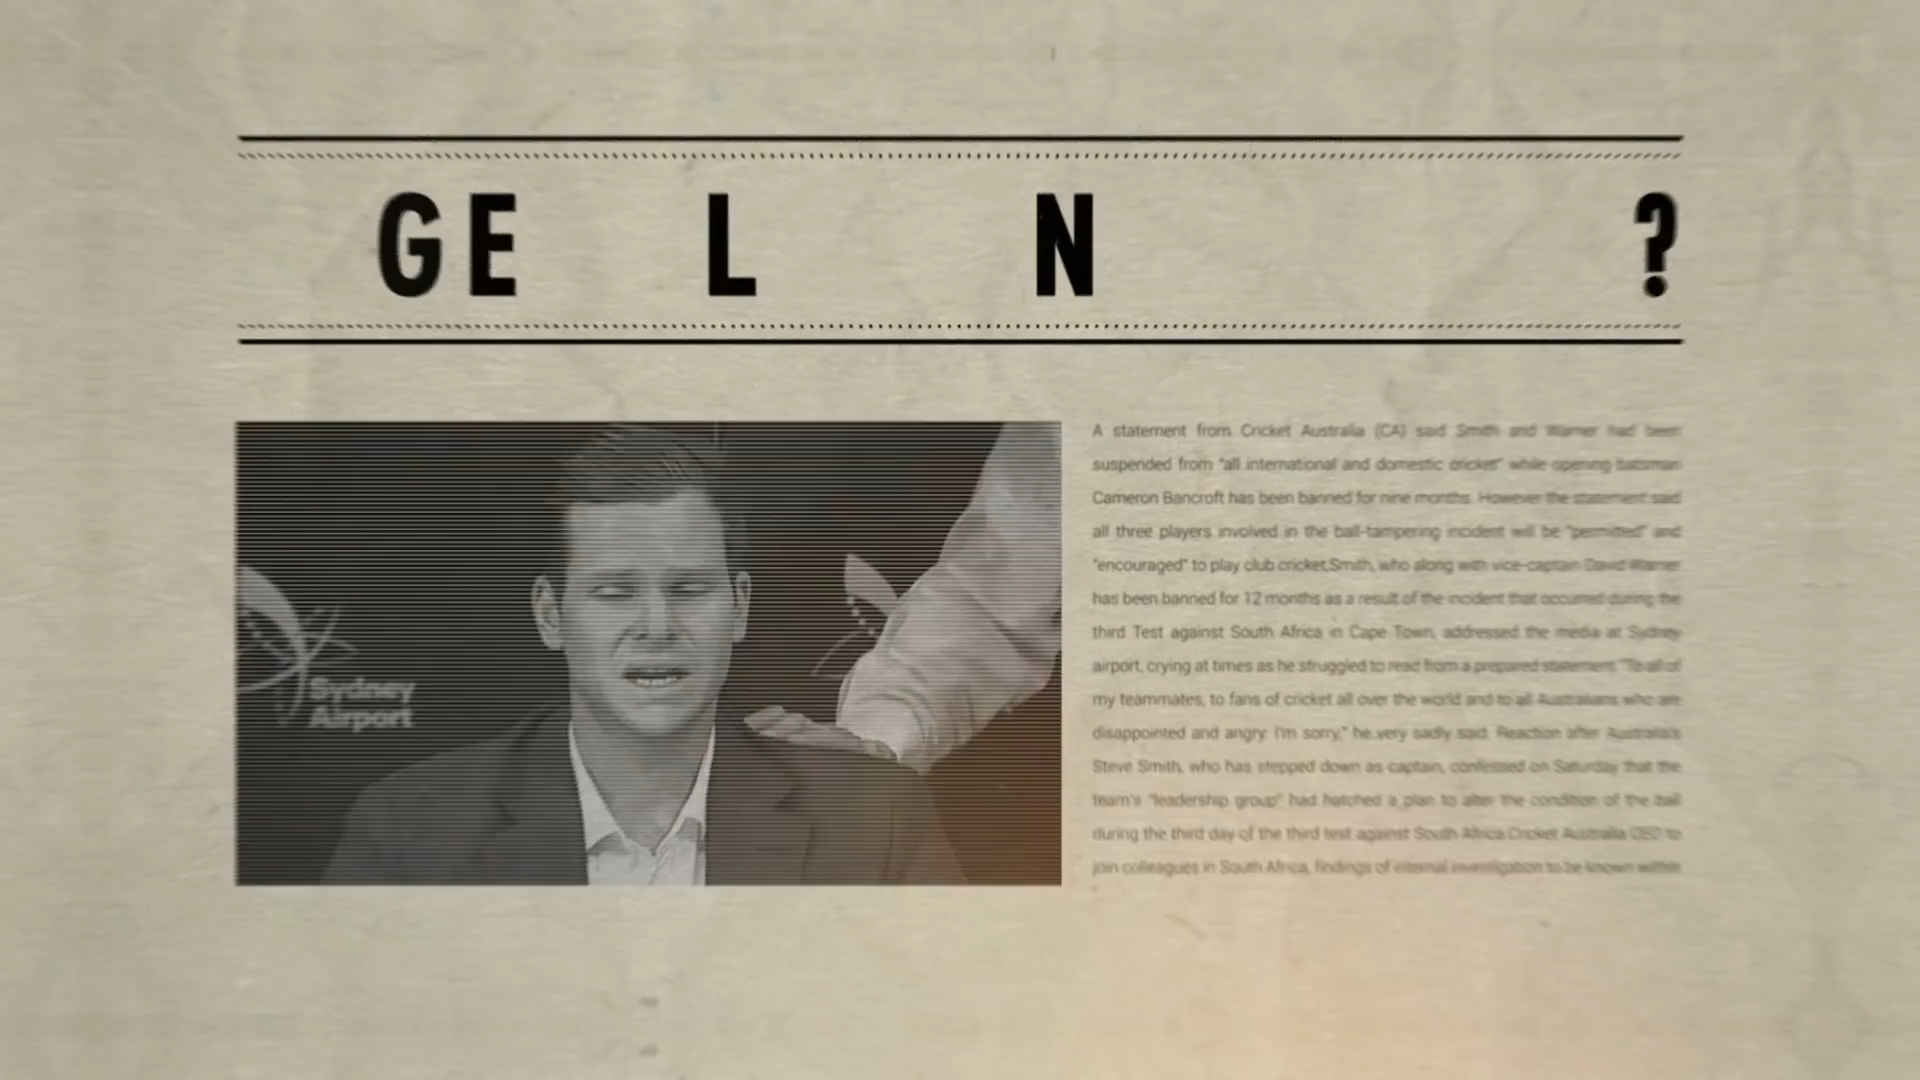 GE L N ?
Sydney
Airport
A statement from Cricket Australia (CA) said Smith and Warner had been
suspended from "all international and domestic cricket" while opening batsman
Cameron Bancroft has been banned for nine months. However the statement said
all three players involved in the ball-tampering incident will be "permitted" and
"encouraged" to play club cricket.Smith, who along with vice-captain David Warner
has been banned for 12 months as a result of the incident that occurred during the
third Test against South Africa in Cape Town, addressed the media at Sydney
airport, crying at times as he struggled to read from a prepared statement. "To all of
my teammates, to fans of cricket all over the world and to all Australians who are
disappointed and angry: I'm sorry," he very sadly said. Reaction after Australia's
Steve Smith, who has stepped down as captain, confessed on Saturday that the
team's "leadership group" had hatched a plan to alter the condition of the ball
during the third day of the third test against South Africa.Cricket Australia CEO to
join colleagues in South Africa, findings of internal investigation to be known within